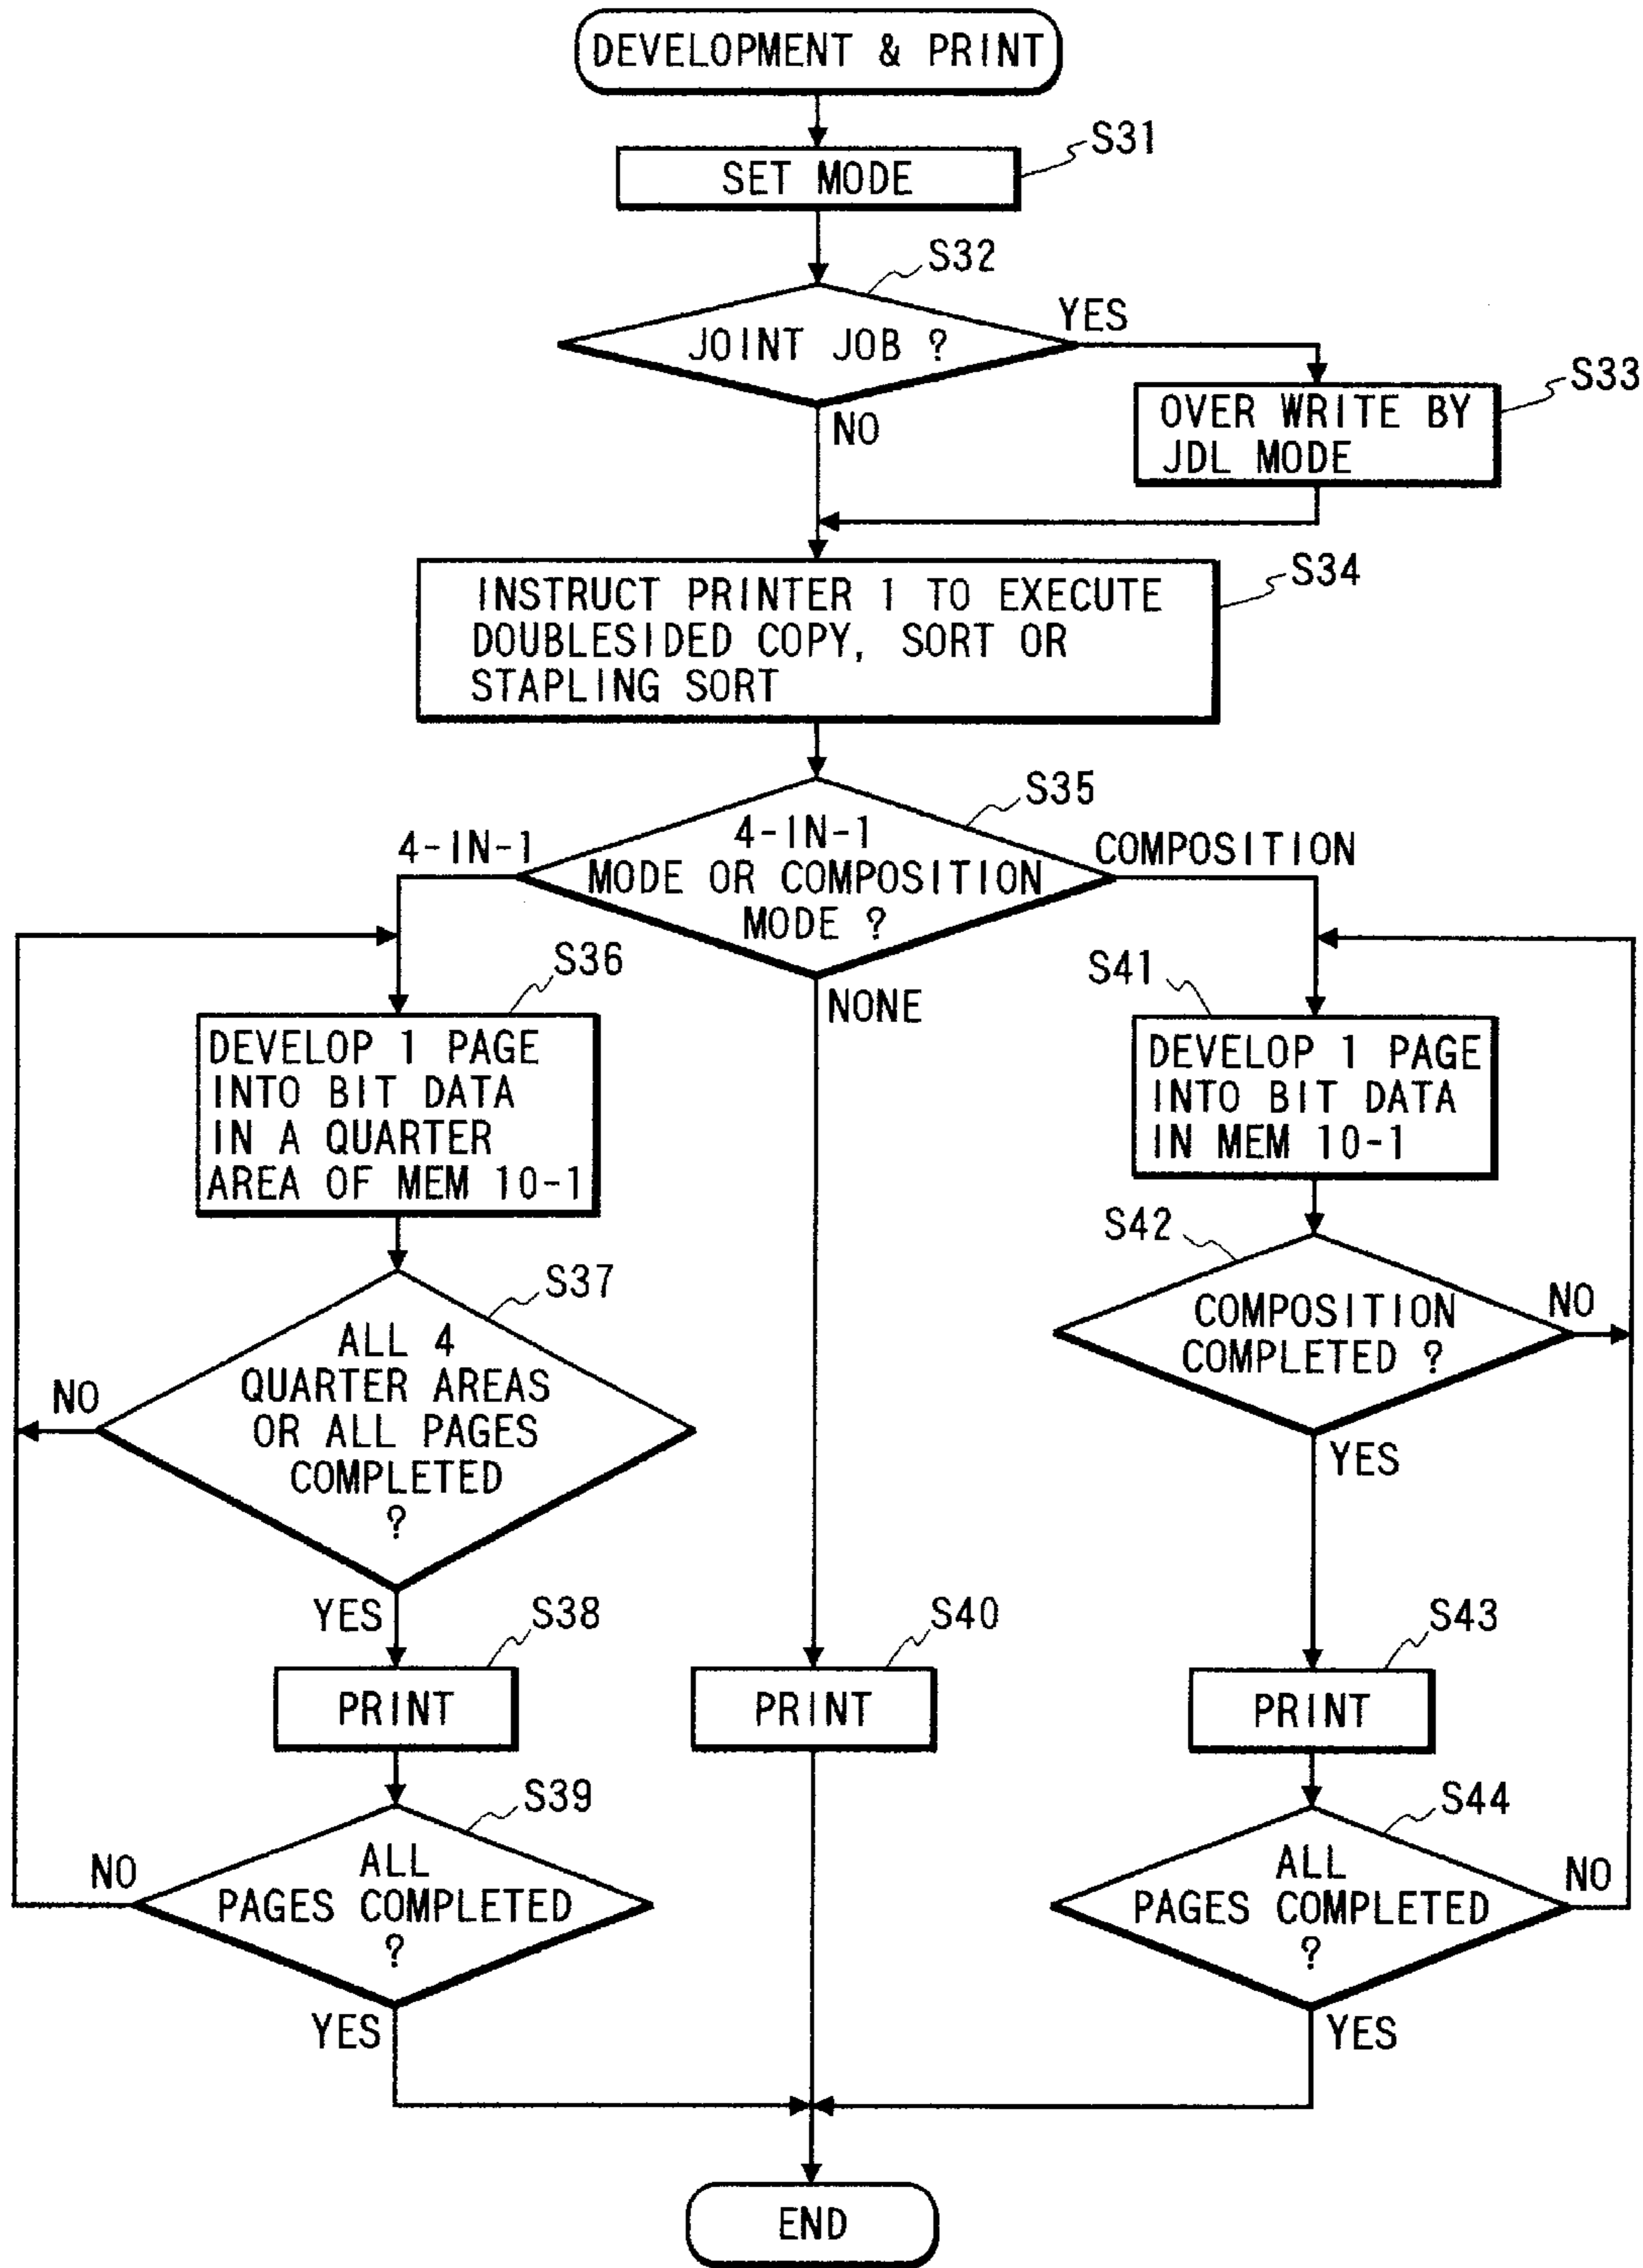 DEVELOPMENT & PRINT
S31
SET MODE
S32
JOINT JOB ?
YES
NO
S33
OVER WRITE BY
JDL MODE
S34
INSTRUCT PRINTER 1 TO EXECUTE
DOUBLESIDED COPY, SORT OR
STAPLING SORT
S35
4-IN-1
MODE OR COMPOSITION
MODE ?
4-IN-1
COMPOSITION
NONE
S36
DEVELOP 1 PAGE
INTO BIT DATA
IN A QUARTER
AREA OF MEM 10-1
S37
ALL 4
QUARTER AREAS
OR ALL PAGES
COMPLETED
?
NO
YES
S38
PRINT
S39
ALL
PAGES COMPLETED
?
NO
YES
S40
PRINT
S41
DEVELOP 1 PAGE
INTO BIT DATA
IN MEM 10-1
S42
COMPOSITION
COMPLETED ?
NO
YES
S43
PRINT
S44
ALL
PAGES COMPLETED
?
NO
YES
END